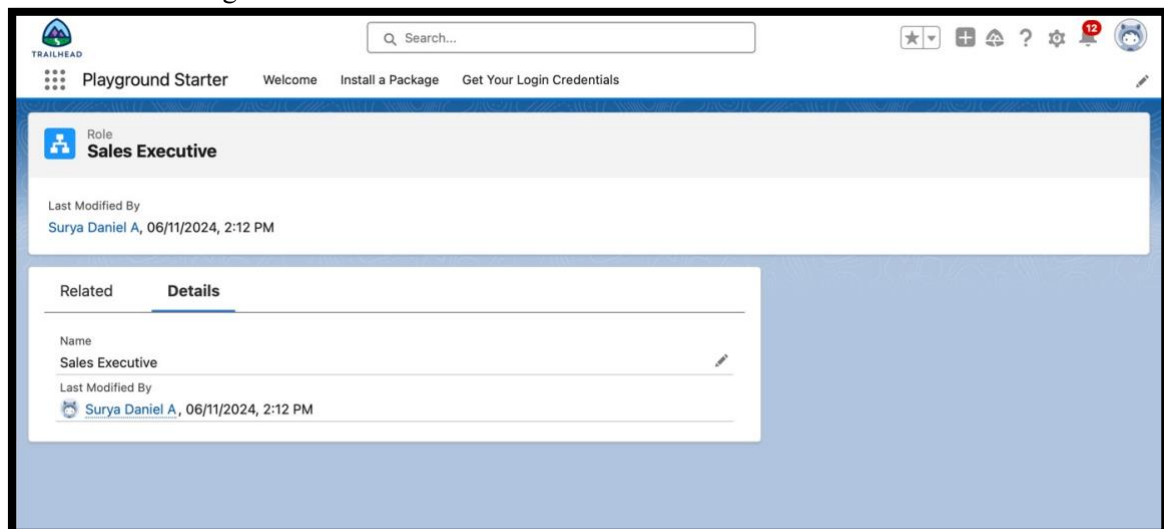 TRAILHEAD
Search...
12
Playground Starter Welcome Install a Package Get Your Login Credentials
Role
Sales Executive
Last Modified By
Surya Daniel A, 06/11/2024, 2:12 PM
Related Details
Name
Sales Executive
Last Modified By
Surya Daniel A, 06/11/2024, 2:12 PM